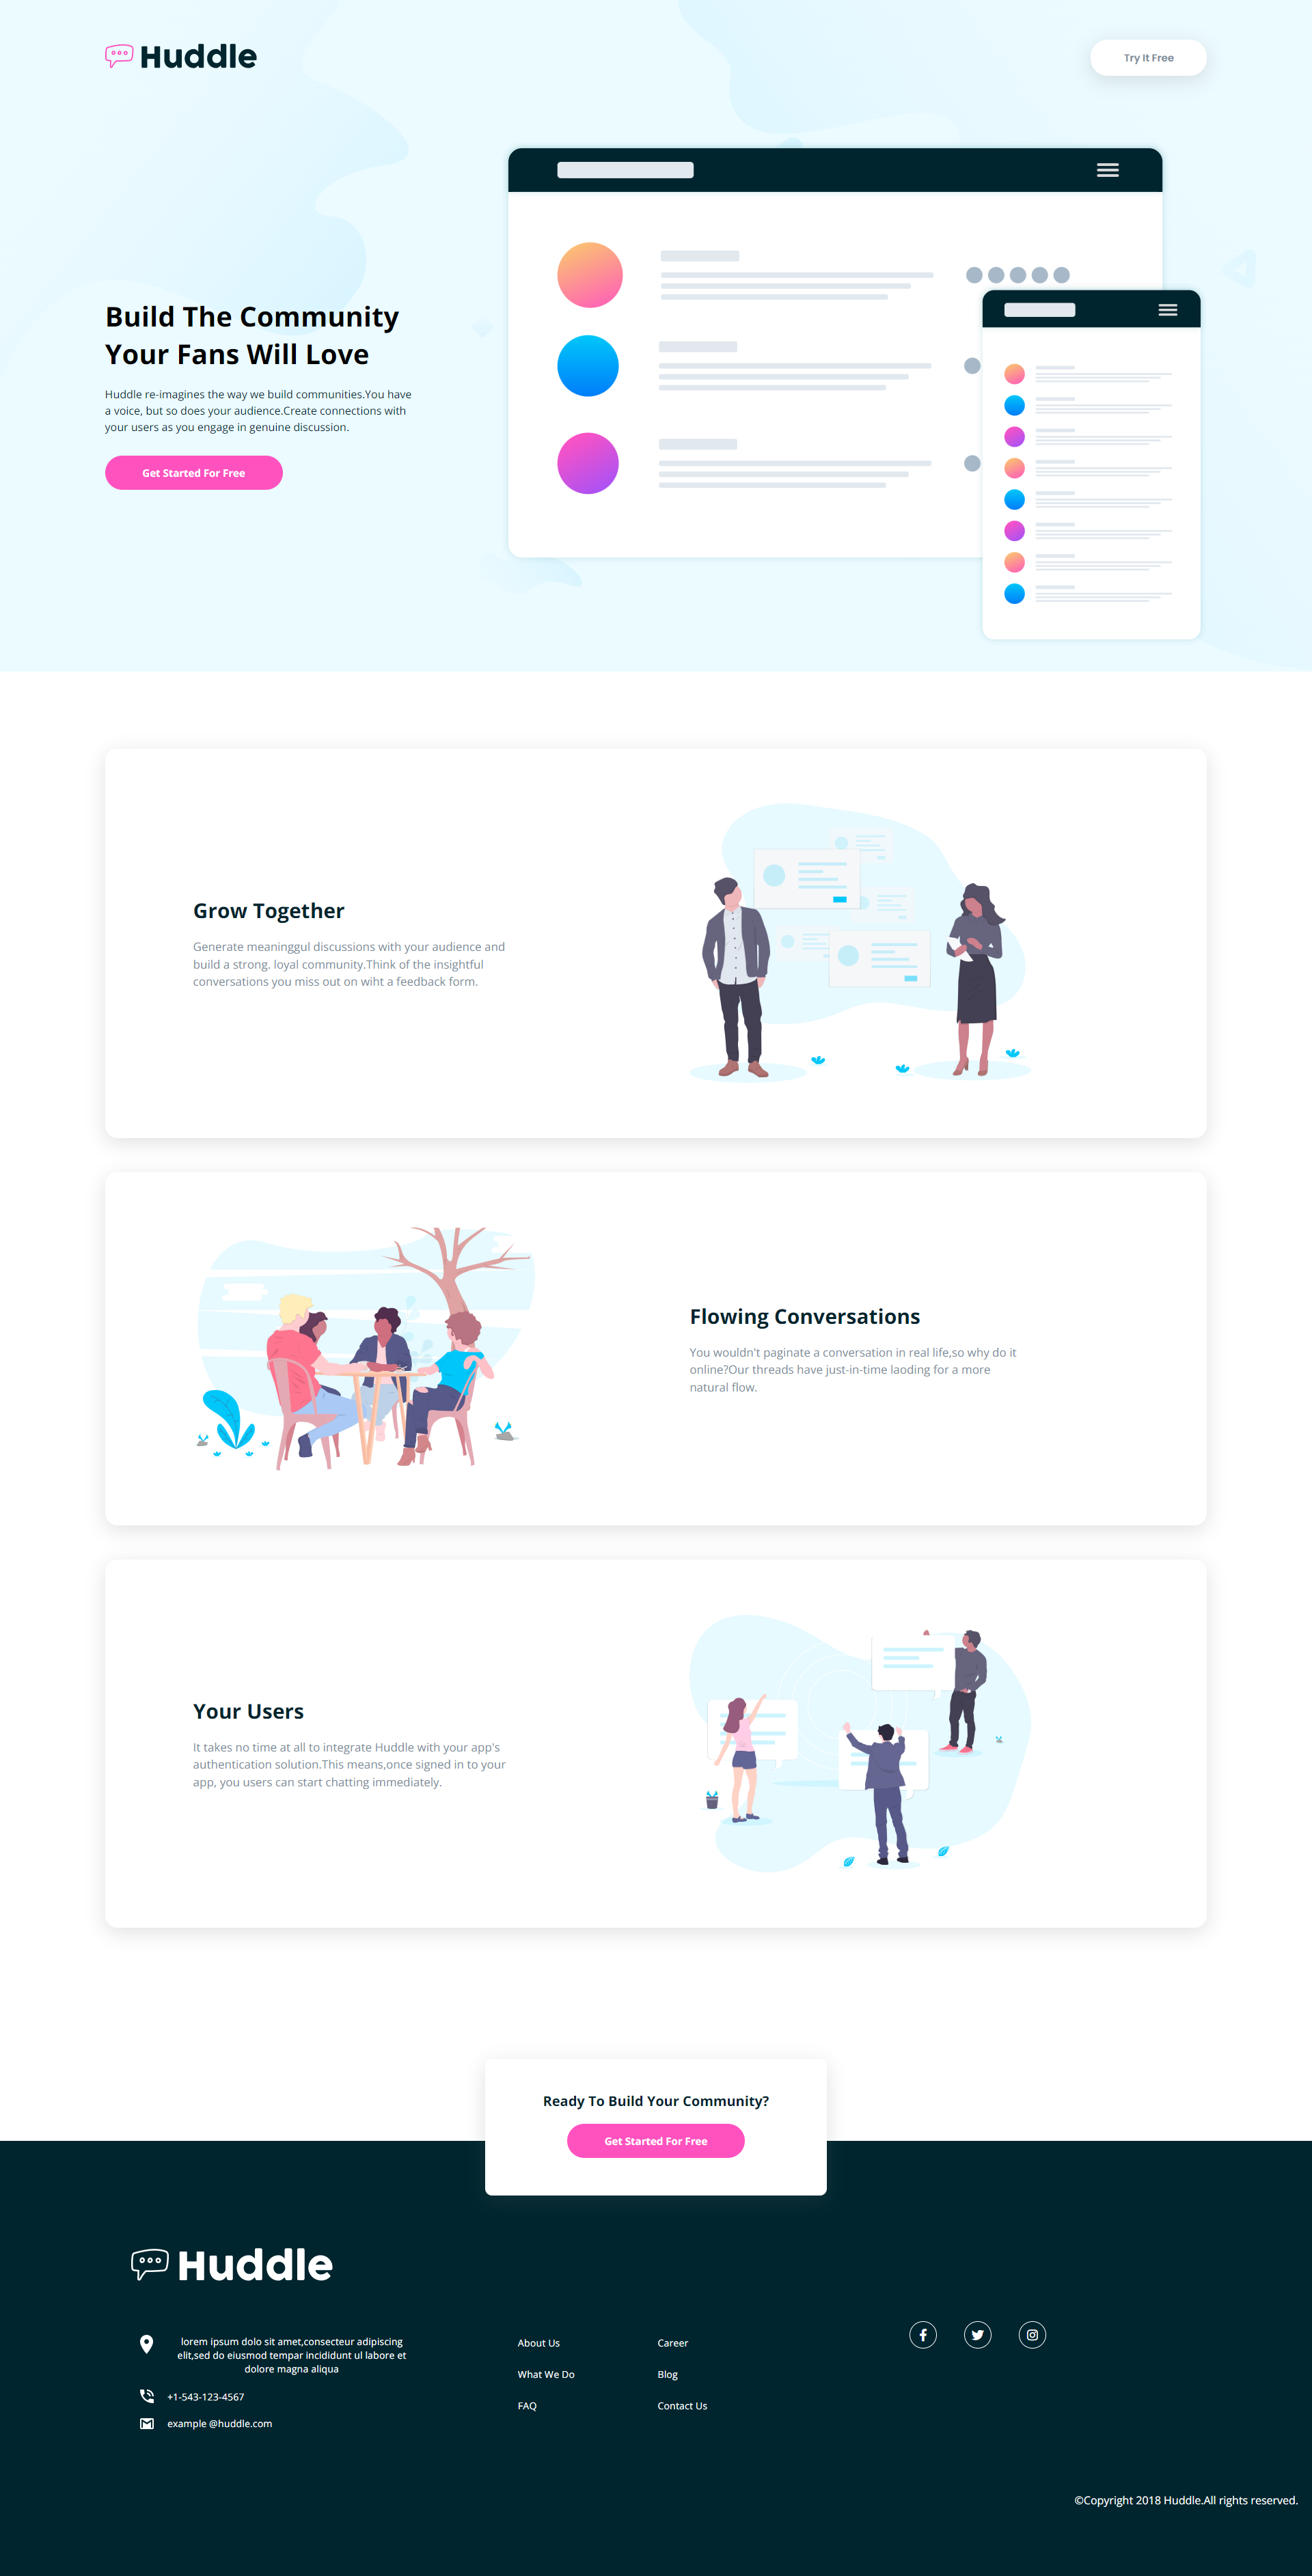 Huddle
Try It Free
Build The Community
Your Fans Will Love
Huddle re-imagines the way we build communities.You have
a voice, but so does your audience.Create connections with
your users as you engage in genuine discussion.
Get Started For Free
Grow Together
Generate meaninggul discussions with your audience and
build a strong. loyal community.Think of the insightful
conversations you miss out on wiht a feedback form.
Flowing Conversations
You wouldn't paginate a conversation in real life,so why do it
online?Our threads have just-in-time laoding for a more
natural flow.
Your Users
It takes no time at all to integrate Huddle with your app's
authentication solution.This means,once signed in to your
app, you users can start chatting immediately.
Ready To Build Your Community?
Get Started For Free
Huddle
lorem ipsum dolo sit amet,consecteur adipiscing
elit,sed do eiusmod tempar incididunt ul labore et
dolore magna aliqua
+1-543-123-4567
example @huddle.com
About Us
What We Do
FAQ
Career
Blog
Contact Us
©Copyright 2018 Huddle.All rights reserved.